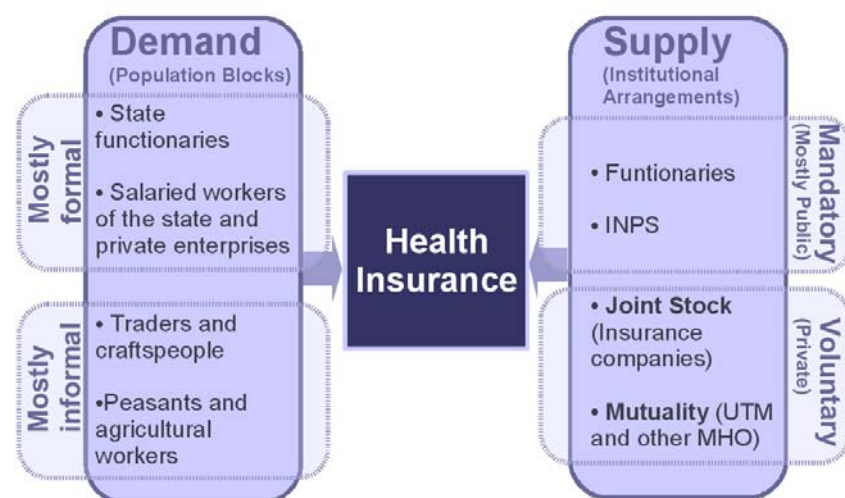 Demand
(Population Blocks)
Mostly
formal
• State
functionaries
• Salaried workers
of the state and
private enterprises
Mostly
informal
• Traders and
craftspeople
•Peasants and
agricultural
workers
Health
Insurance
Supply
(Institutional
Arrangements)
• Funtionaries
• INPS
Mandatory
(Mostly Public)
• Joint Stock
(Insurance
companies)
• Mutuality (UTM
and other MHO)
Voluntary
(Private)